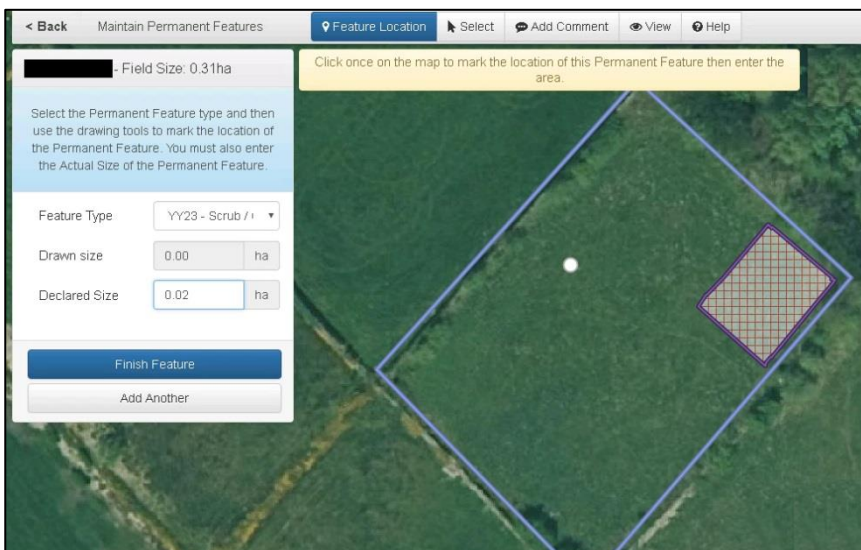 < Back Maintain Permanent Features Feature Location Select Add Comment View Help
- Field Size: 0.31ha
Click once on the map to mark the location of this Permanent Feature then enter the
area.
Select the Permanent Feature type and then
use the drawing tools to mark the location of
the Permanent Feature. You must also enter
the Actual Size of the Permanent Feature.
Feature Type YY23 - Scrub /
Drawn size 0.00 ha
Declared Size 0.02 ha
Finish Feature
Add Another